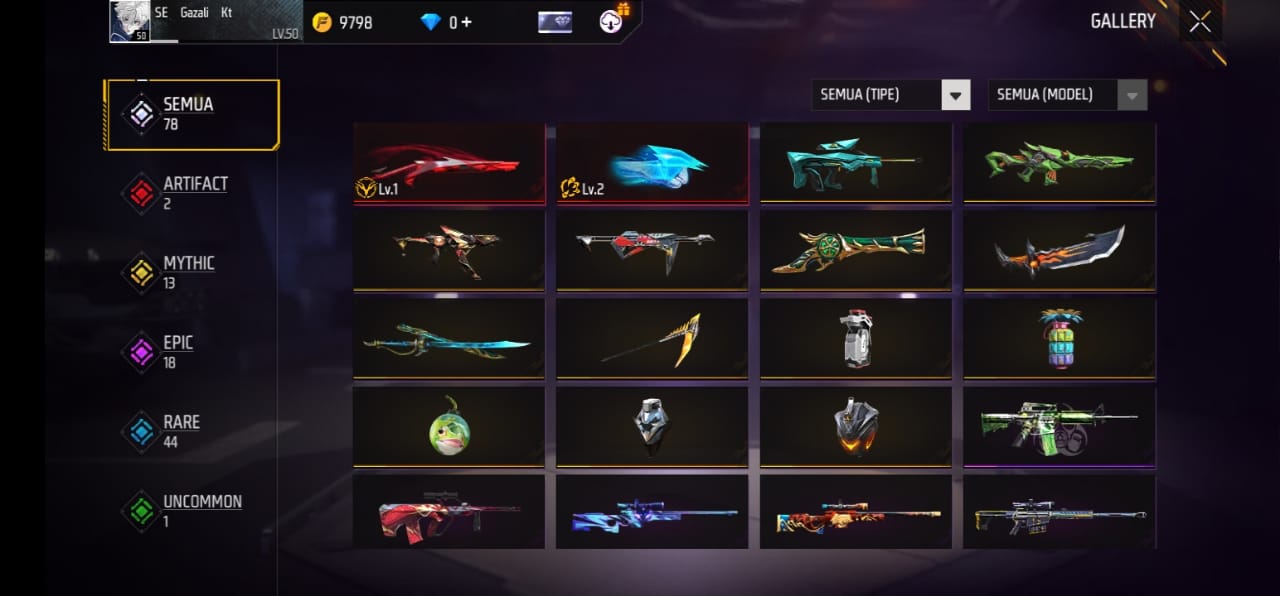 SE Gazali Kt
50
LV.50
9798
0+
GALLERY
SEMUA
78
SEMUA (TIPE)
SEMUA (MODEL)
ARTIFACT
2
Lv.1
Lv.2
MYTHIC
13
EPIC
18
RARE
44
UNCOMMON
1